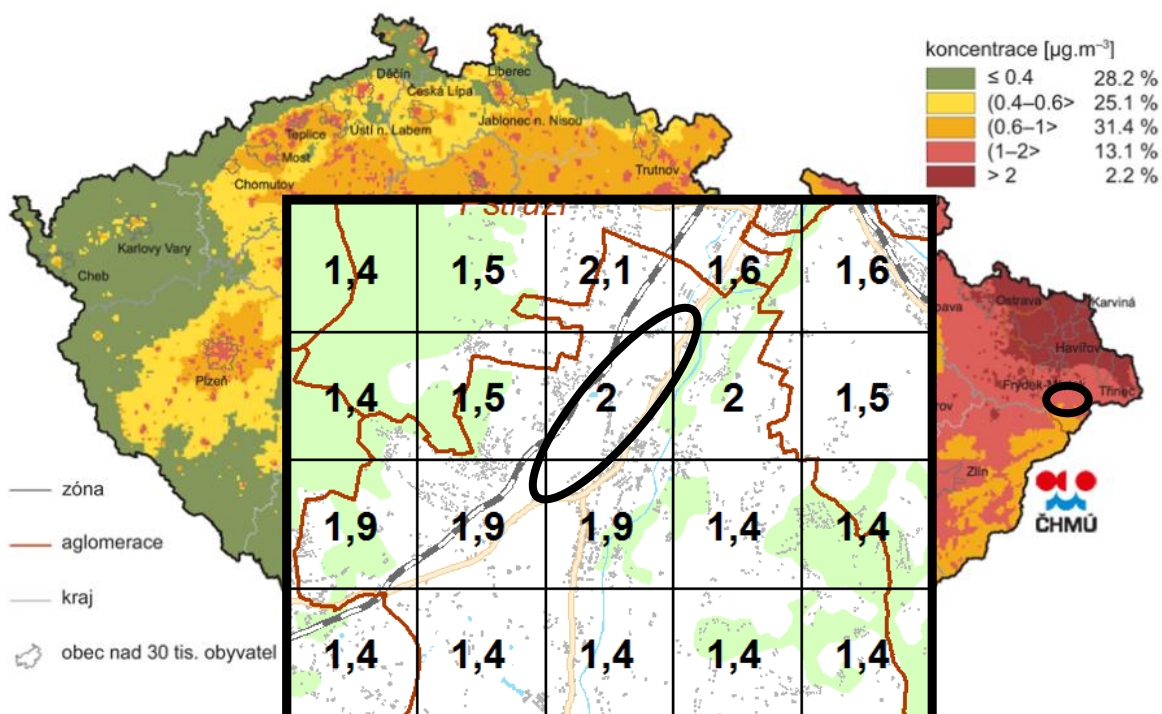 koncentrace [µg.m⁻³]
≤ 0.4 28.2 %
(0.4–0.6> 25.1 %
(0.6–1> 31.4 %
(1–2> 13.1 %
> 2 2.2 %
Děčín
Liberec
Česká Lípa
Jablonec n. Nisou
Teplice
Ústí n. Labem
Most
Trutnov
Chomutov
Karlovy Vary
Cheb
Plzeň
1,4 1,5 2,1 1,6 1,6
1,4 1,5 2 2 1,5
1,9 1,9 1,9 1,4 1,4
1,4 1,4 1,4 1,4 1,4
Ostrava
Karviná
Havířov
Třinec
Zlín
ČHMÚ
zóna
aglomerace
kraj
obec nad 30 tis. obyvatel